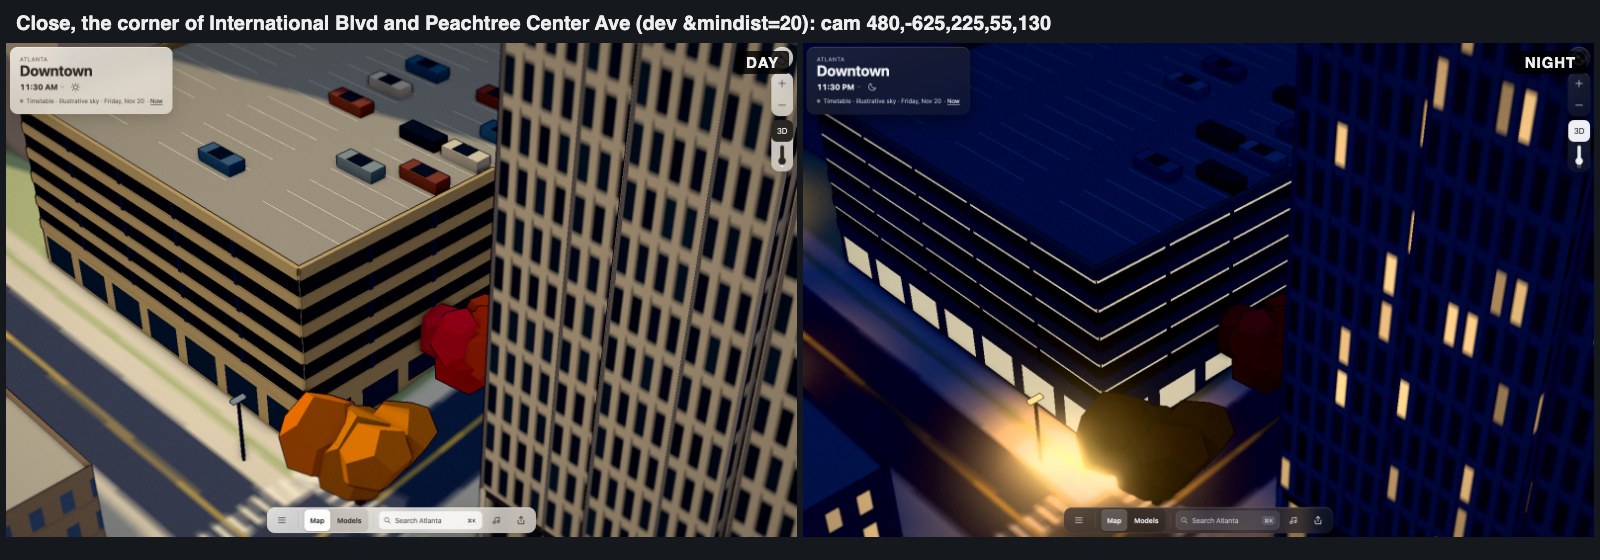 Close, the corner of International Blvd and Peachtree Center Ave (dev &mindist=20): cam 480,-625,225,55,130
ATLANTA
Downtown
11:30 AM
Timetable · Illustrative sky · Friday, Nov 20 · Now
DAY
+
−
3D
Map Models Search Atlanta ⌘K
ATLANTA
Downtown
11:30 PM
Timetable · Illustrative sky · Friday, Nov 20 · Now
NIGHT
+
−
3D
Map Models Search Atlanta ⌘K